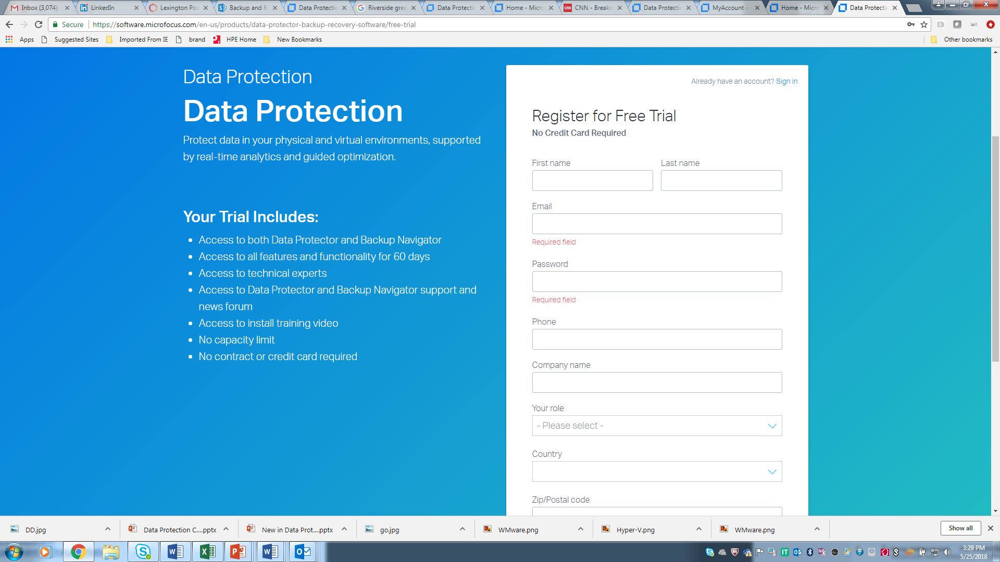 Inbox (3,074)
LinkedIn
Lexington Po
Backup and R
Data Protectio
Riverside gree
Data Protectio
Home - Micro
CNN - Breaki
Data Protectio
MyAccount -
Home - Micro
Data Protectio
Secure
https://software.microfocus.com/en-us/products/data-protector-backup-recovery-software/free-trial
Apps
Suggested Sites
Imported From IE
brand
HPE Home
New Bookmarks
Other bookmarks
Data Protection
Data Protection
Protect data in your physical and virtual environments, supported
by real-time analytics and guided optimization.
Your Trial Includes:
• Access to both Data Protector and Backup Navigator
• Access to all features and functionality for 60 days
• Access to technical experts
• Access to Data Protector and Backup Navigator support and
news forum
• Access to install training video
• No capacity limit
• No contract or credit card required
Already have an account? Sign in
Register for Free Trial
No Credit Card Required
First name
Last name
Email
Required field
Password
Required field
Phone
Company name
Your role
- Please select -
Country
Zip/Postal code
DD.jpg
Data Protection C....pptx
New in Data Prot....pptx
go.jpg
WMware.png
Hyper-V.png
WMware.png
Show all
3:29 PM
5/25/2018